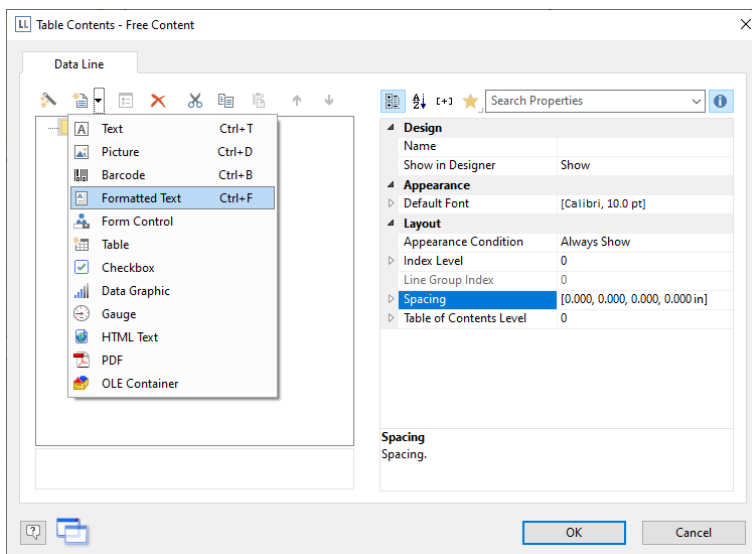 LL Table Contents - Free Content
Data Line
Text Ctrl+T
Picture Ctrl+D
Barcode Ctrl+B
Formatted Text Ctrl+F
Form Control
Table
Checkbox
Data Graphic
Gauge
HTML Text
PDF
OLE Container
Search Properties
Design
Name
Show in Designer Show
Appearance
Default Font [Calibri, 10.0 pt]
Layout
Appearance Condition Always Show
Index Level 0
Line Group Index 0
Spacing [0.000, 0.000, 0.000, 0.000 in]
Table of Contents Level 0
Spacing
Spacing.
OK Cancel